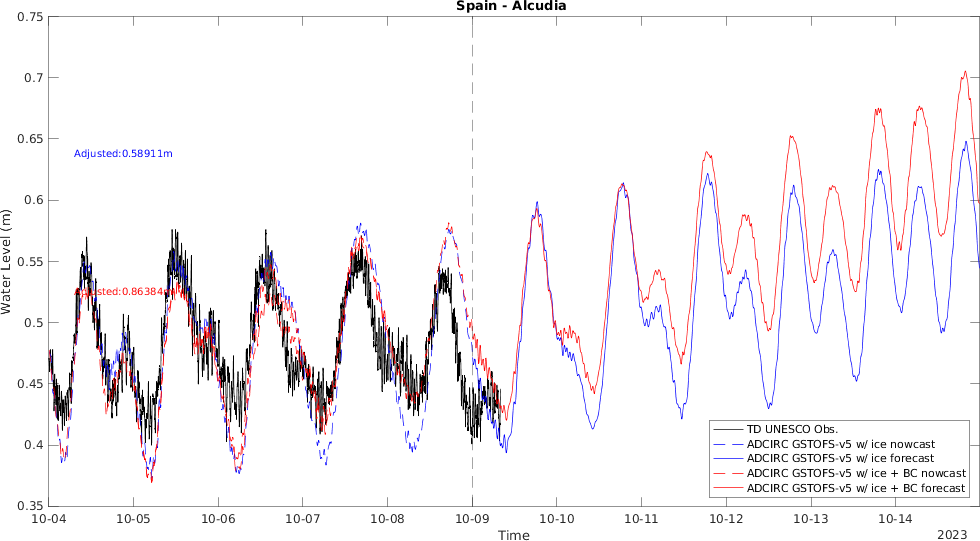 Spain - Alcudia
0.75
0.7
0.65
0.6
0.55
0.5
0.45
0.4
0.35
Water Level (m)
Adjusted:0.58911m
Adjusted:0.86384m
TD UNESCO Obs.
ADCIRC GSTOFS-v5 w/ ice nowcast
ADCIRC GSTOFS-v5 w/ ice forecast
ADCIRC GSTOFS-v5 w/ ice + BC nowcast
ADCIRC GSTOFS-v5 w/ ice + BC forecast
10-04 10-05 10-06 10-07 10-08 10-09 10-10 10-11 10-12 10-13 10-14
Time
2023